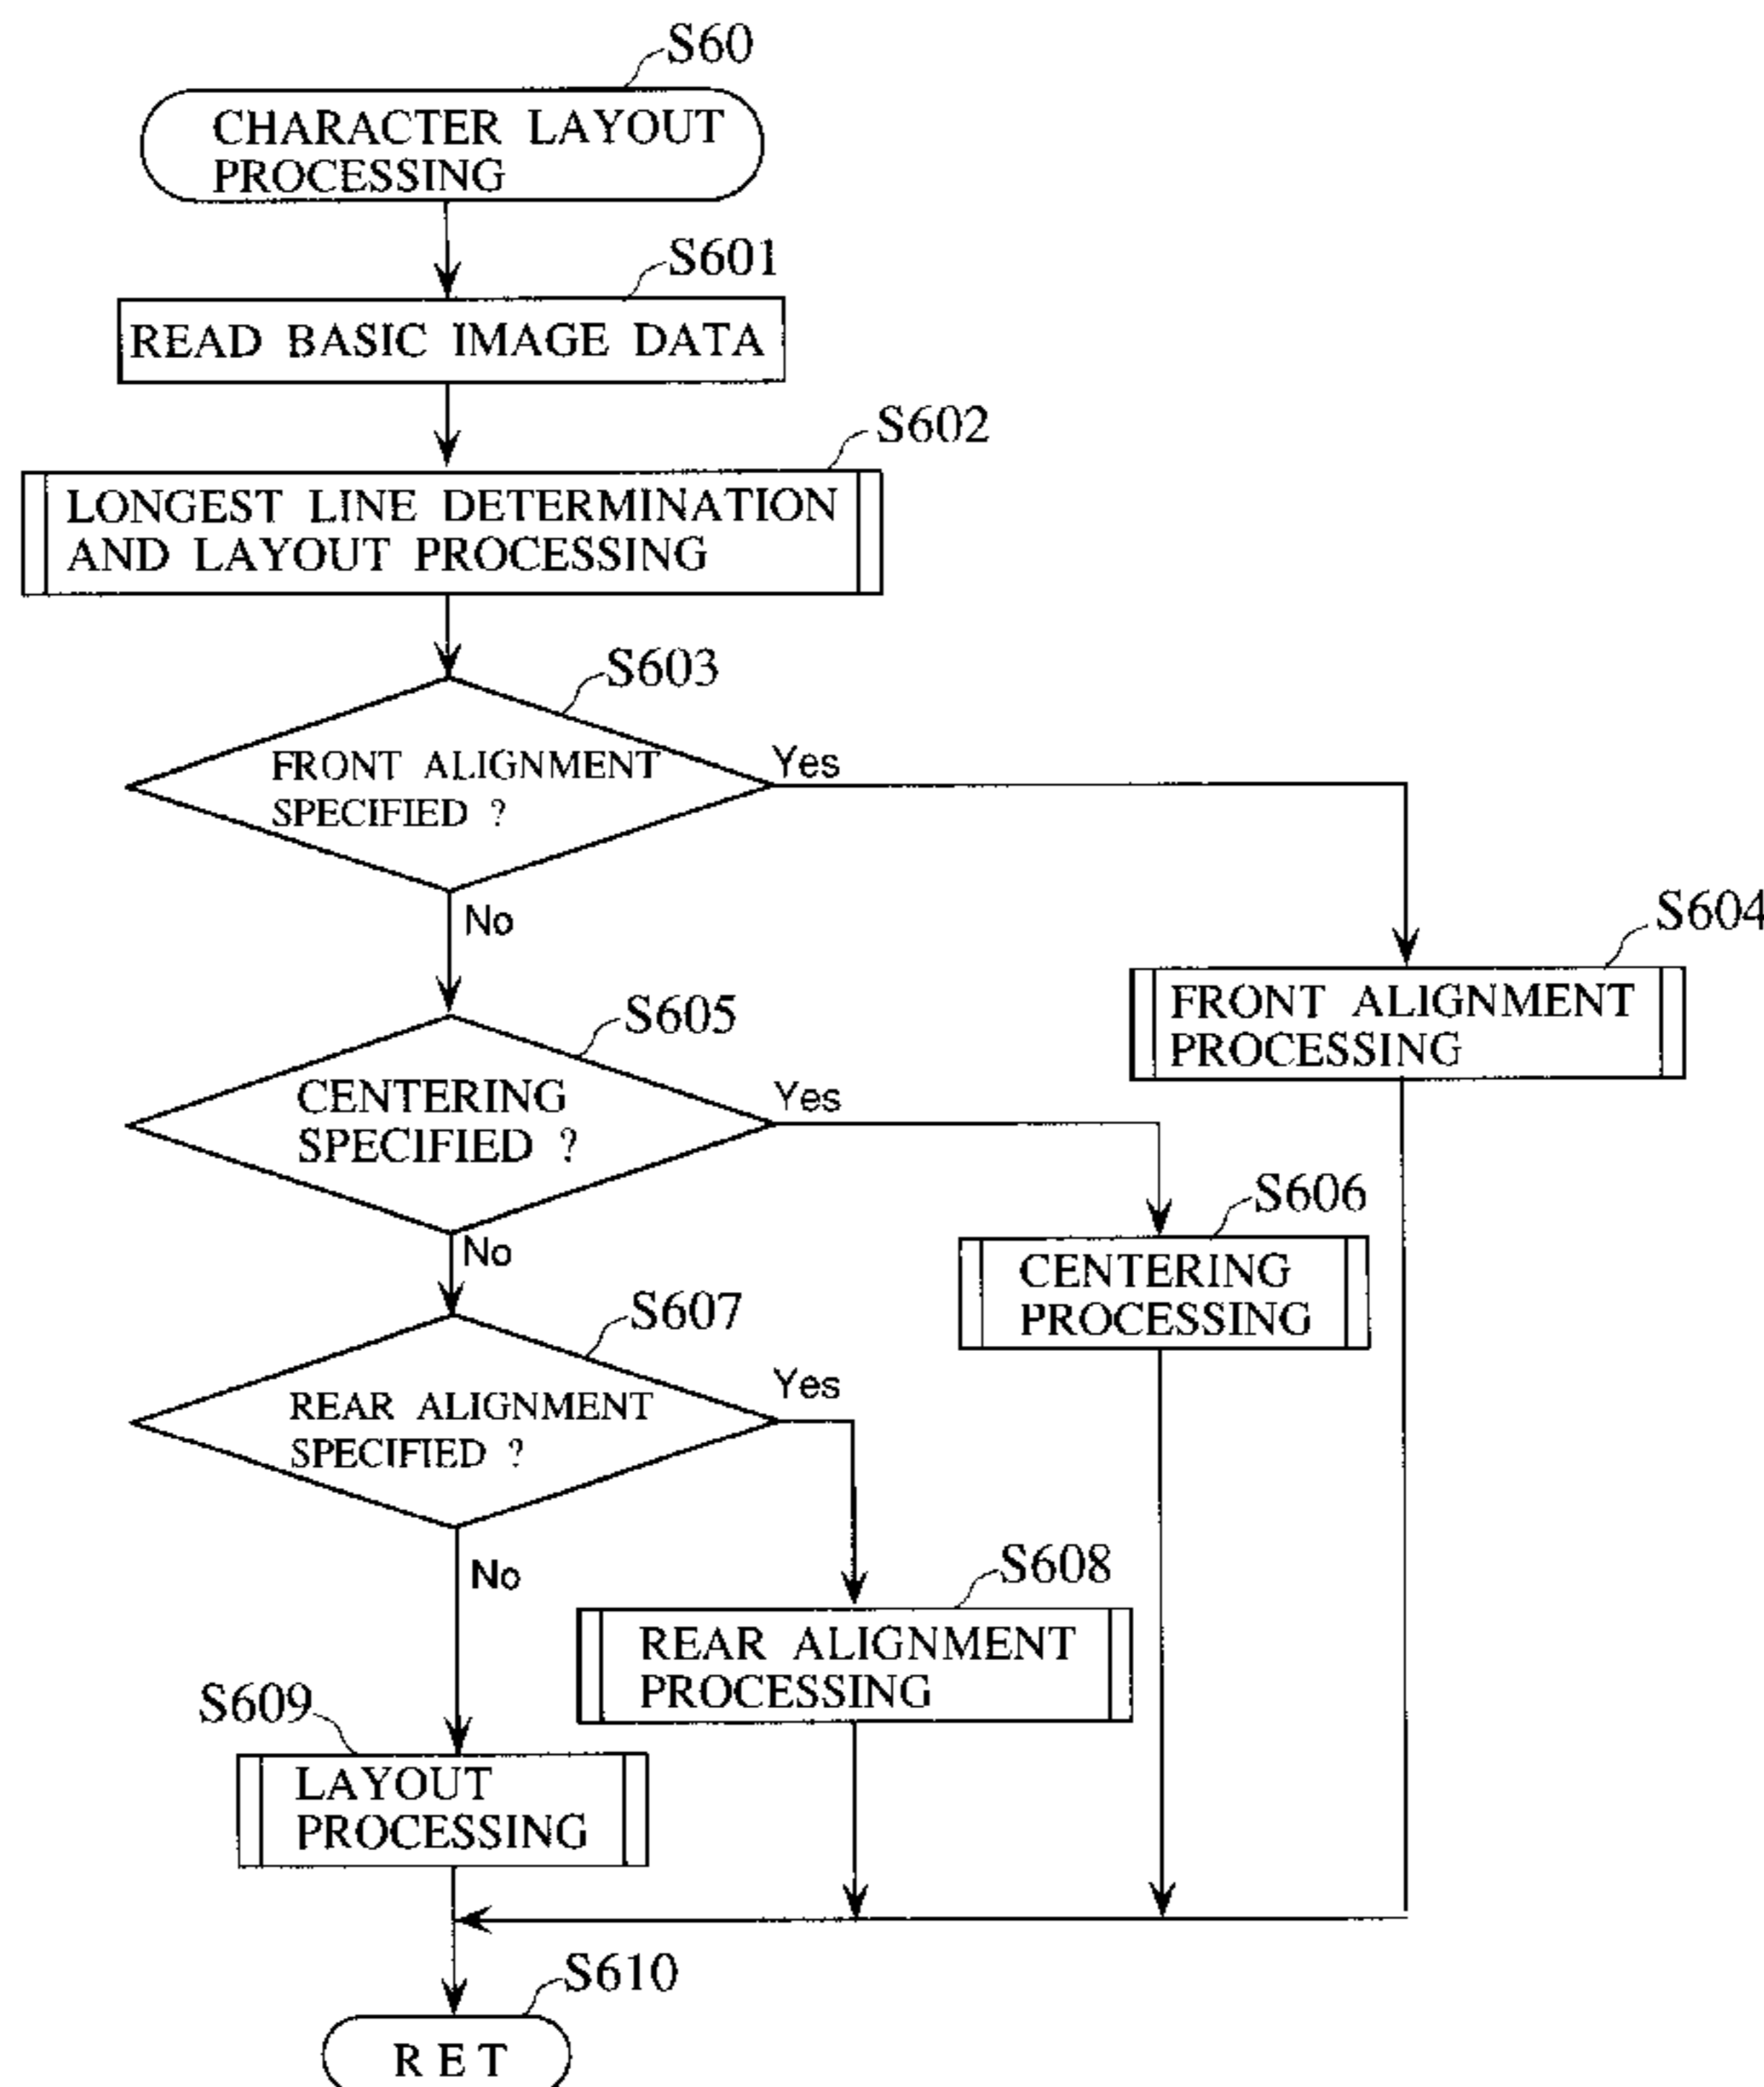 S60
CHARACTER LAYOUT
PROCESSING
S601
READ BASIC IMAGE DATA
S602
LONGEST LINE DETERMINATION
AND LAYOUT PROCESSING
S603
FRONT ALIGNMENT
SPECIFIED ?
Yes
No
S604
FRONT ALIGNMENT
PROCESSING
S605
CENTERING
SPECIFIED ?
Yes
No
S606
CENTERING
PROCESSING
S607
REAR ALIGNMENT
SPECIFIED ?
Yes
No
S608
REAR ALIGNMENT
PROCESSING
S609
LAYOUT
PROCESSING
S610
RET